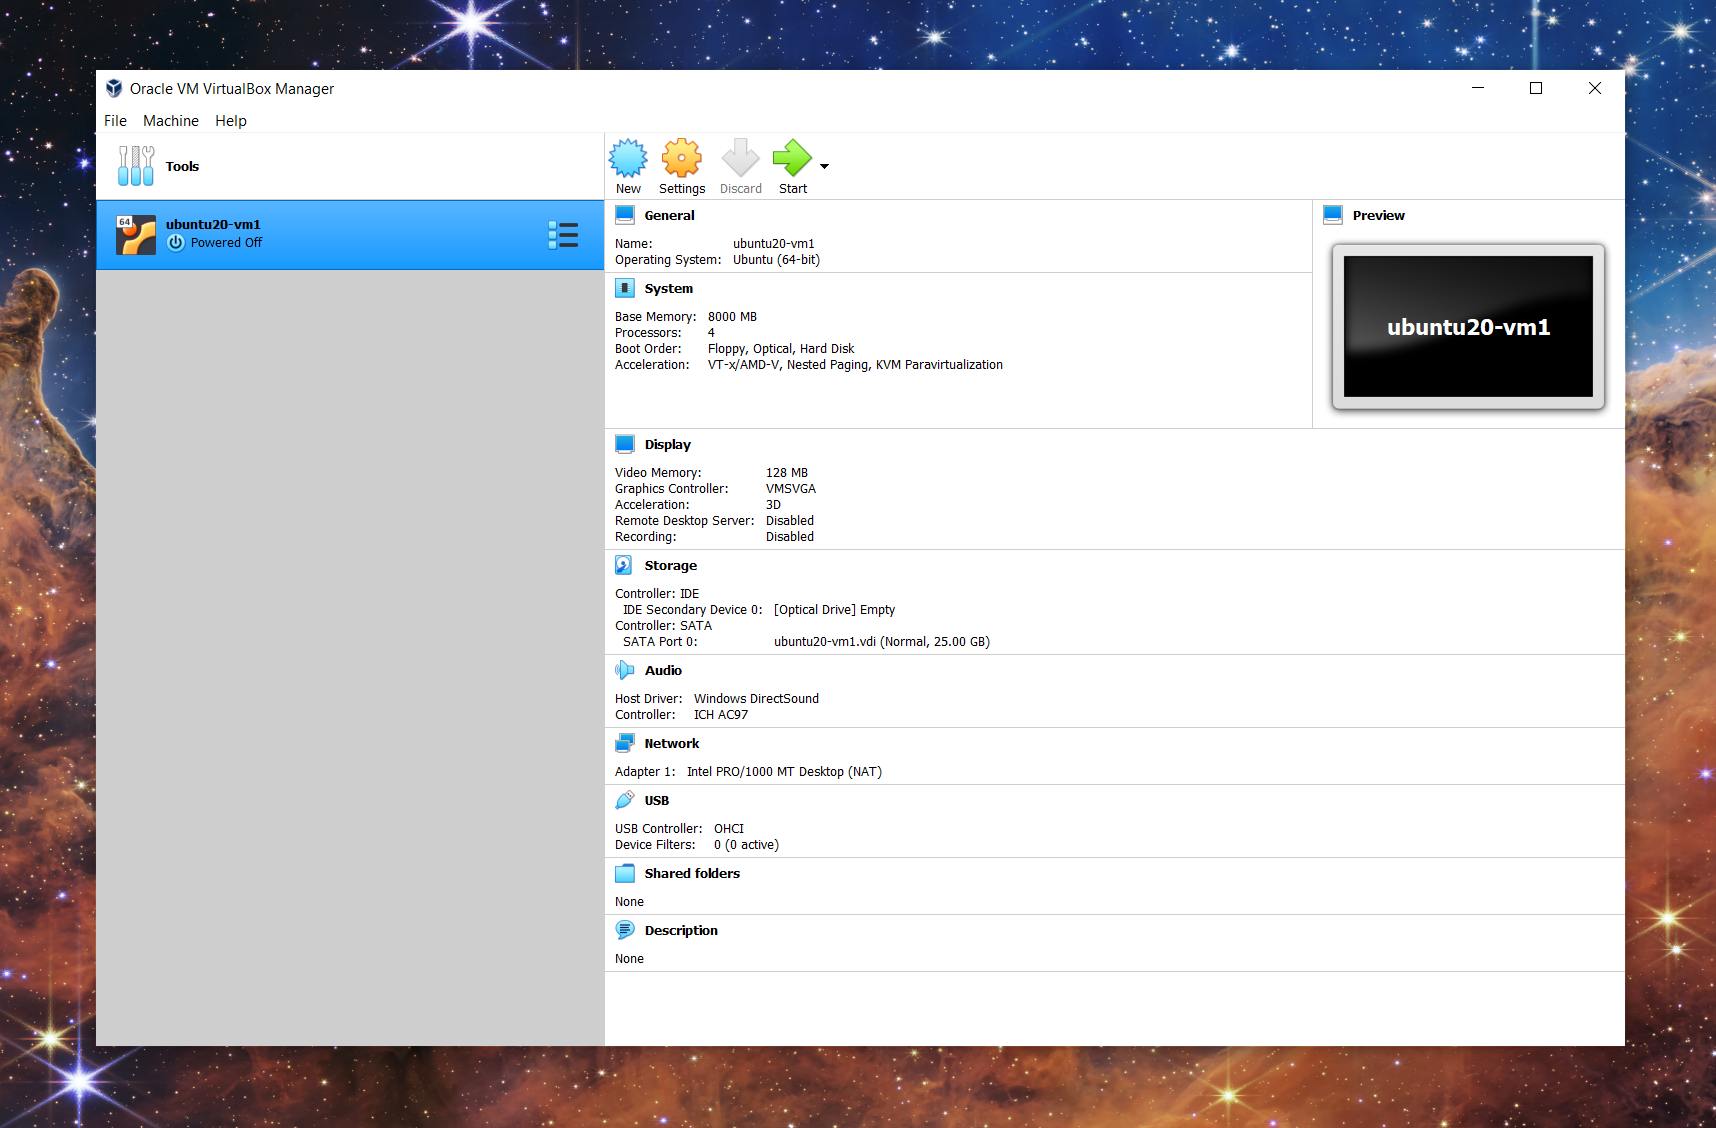 Oracle VM VirtualBox Manager
File Machine Help
Tools
New Settings Discard Start
64
ubuntu20-vm1
Powered Off
General
Name: ubuntu20-vm1
Operating System: Ubuntu (64-bit)
Preview
ubuntu20-vm1
System
Base Memory: 8000 MB
Processors: 4
Boot Order: Floppy, Optical, Hard Disk
Acceleration: VT-x/AMD-V, Nested Paging, KVM Paravirtualization
Display
Video Memory: 128 MB
Graphics Controller: VMSVGA
Acceleration: 3D
Remote Desktop Server: Disabled
Recording: Disabled
Storage
Controller: IDE
IDE Secondary Device 0: [Optical Drive] Empty
Controller: SATA
SATA Port 0: ubuntu20-vm1.vdi (Normal, 25.00 GB)
Audio
Host Driver: Windows DirectSound
Controller: ICH AC97
Network
Adapter 1: Intel PRO/1000 MT Desktop (NAT)
USB
USB Controller: OHCI
Device Filters: 0 (0 active)
Shared folders
None
Description
None